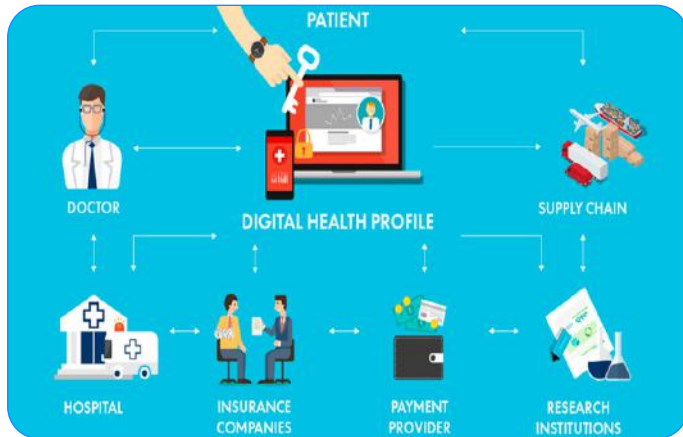 PATIENT
DOCTOR
DIGITAL HEALTH PROFILE
SUPPLY CHAIN
HOSPITAL
INSURANCE
COMPANIES
PAYMENT
PROVIDER
RESEARCH
INSTITUTIONS